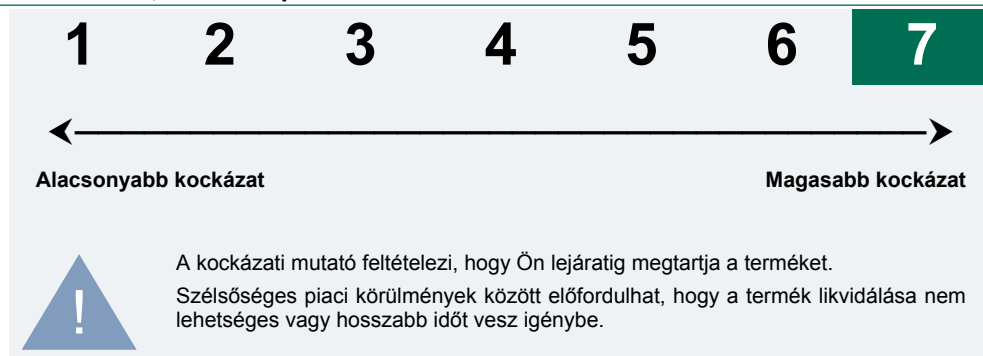 1 2 3 4 5 6 7
Alacsonyabb kockázat Magasabb kockázat
A kockázati mutató feltételezi, hogy Ön lejáratig megtartja a terméket.
Szélsőséges piaci körülmények között előfordulhat, hogy a termék likvidálása nem
lehetséges vagy hosszabb időt vesz igénybe.
!